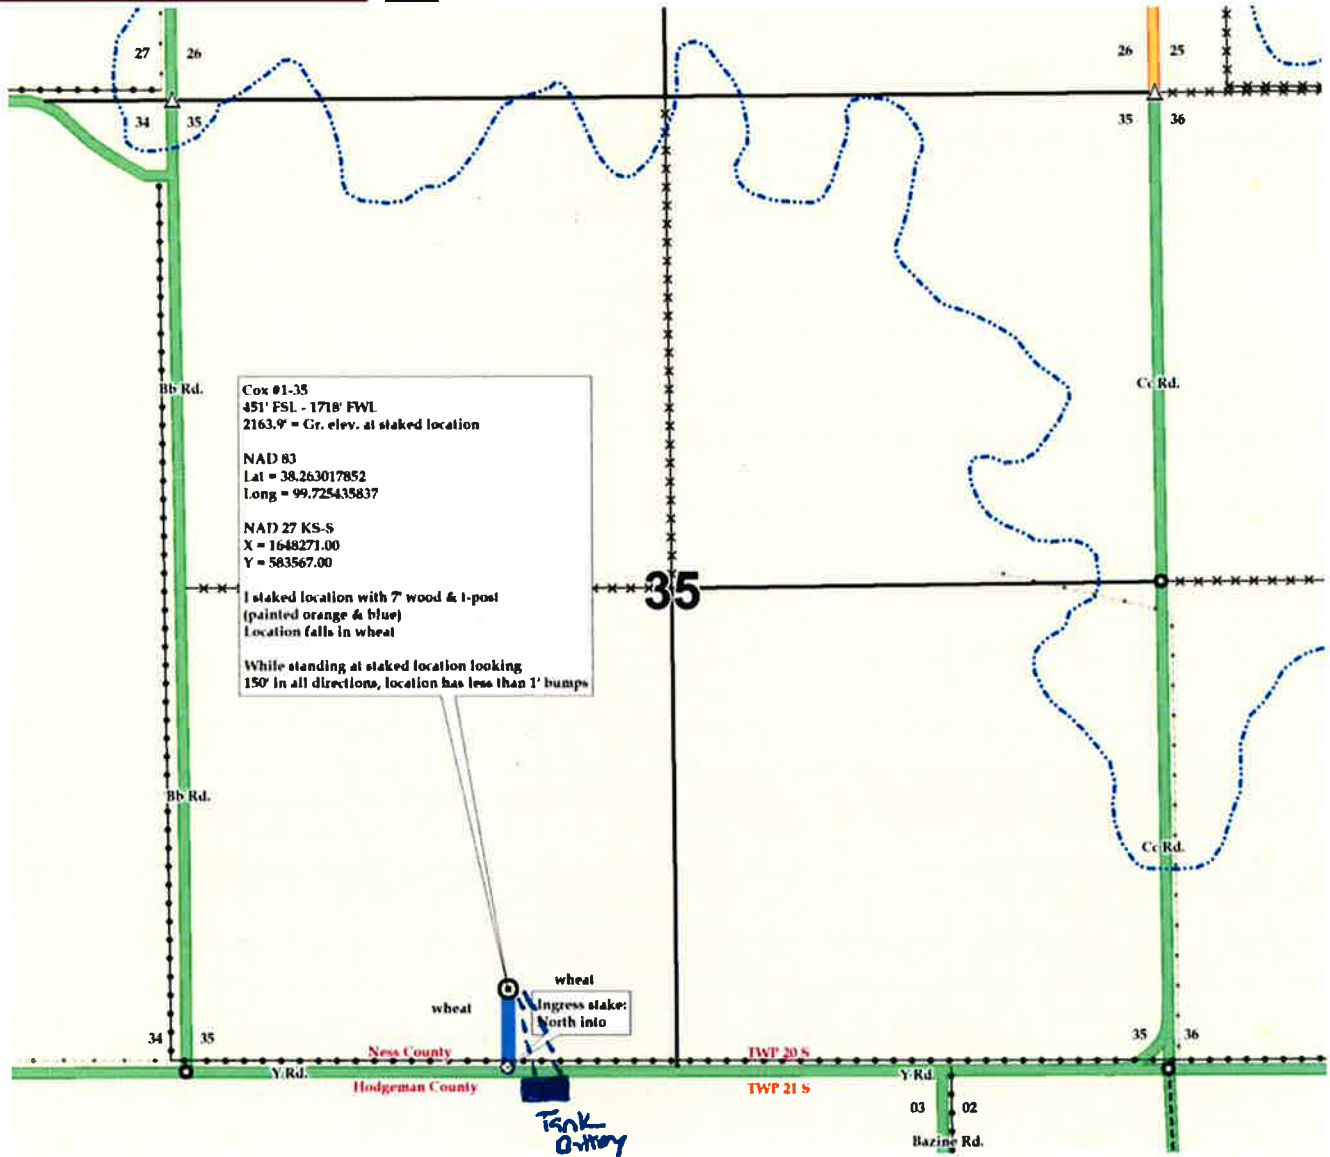 27 26
26 25
34 35
35 36
Bb Rd.
Cc Rd.
Cox #1-35
451' FSL - 1718' FWL
2163.9' = Gr. elev. at staked location
NAD 83
Lat = 38.263017852
Long = 99.725435837
NAD 27 KS-S
X = 1648271.00
Y = 583567.00
I staked location with 7' wood & t-post
(painted orange & blue)
Location falls in wheat
While standing at staked location looking
150' in all directions, location has less than 1' bumps
35
Bb Rd.
Cc Rd.
wheat
wheat
Ingress stake:
North into
34 35
35 36
Ness County
TWP 20 S
Y Rd.
Y Rd.
Hodgeman County
TWP 21 S
03 02
Bazine Rd.
Tank
Battery